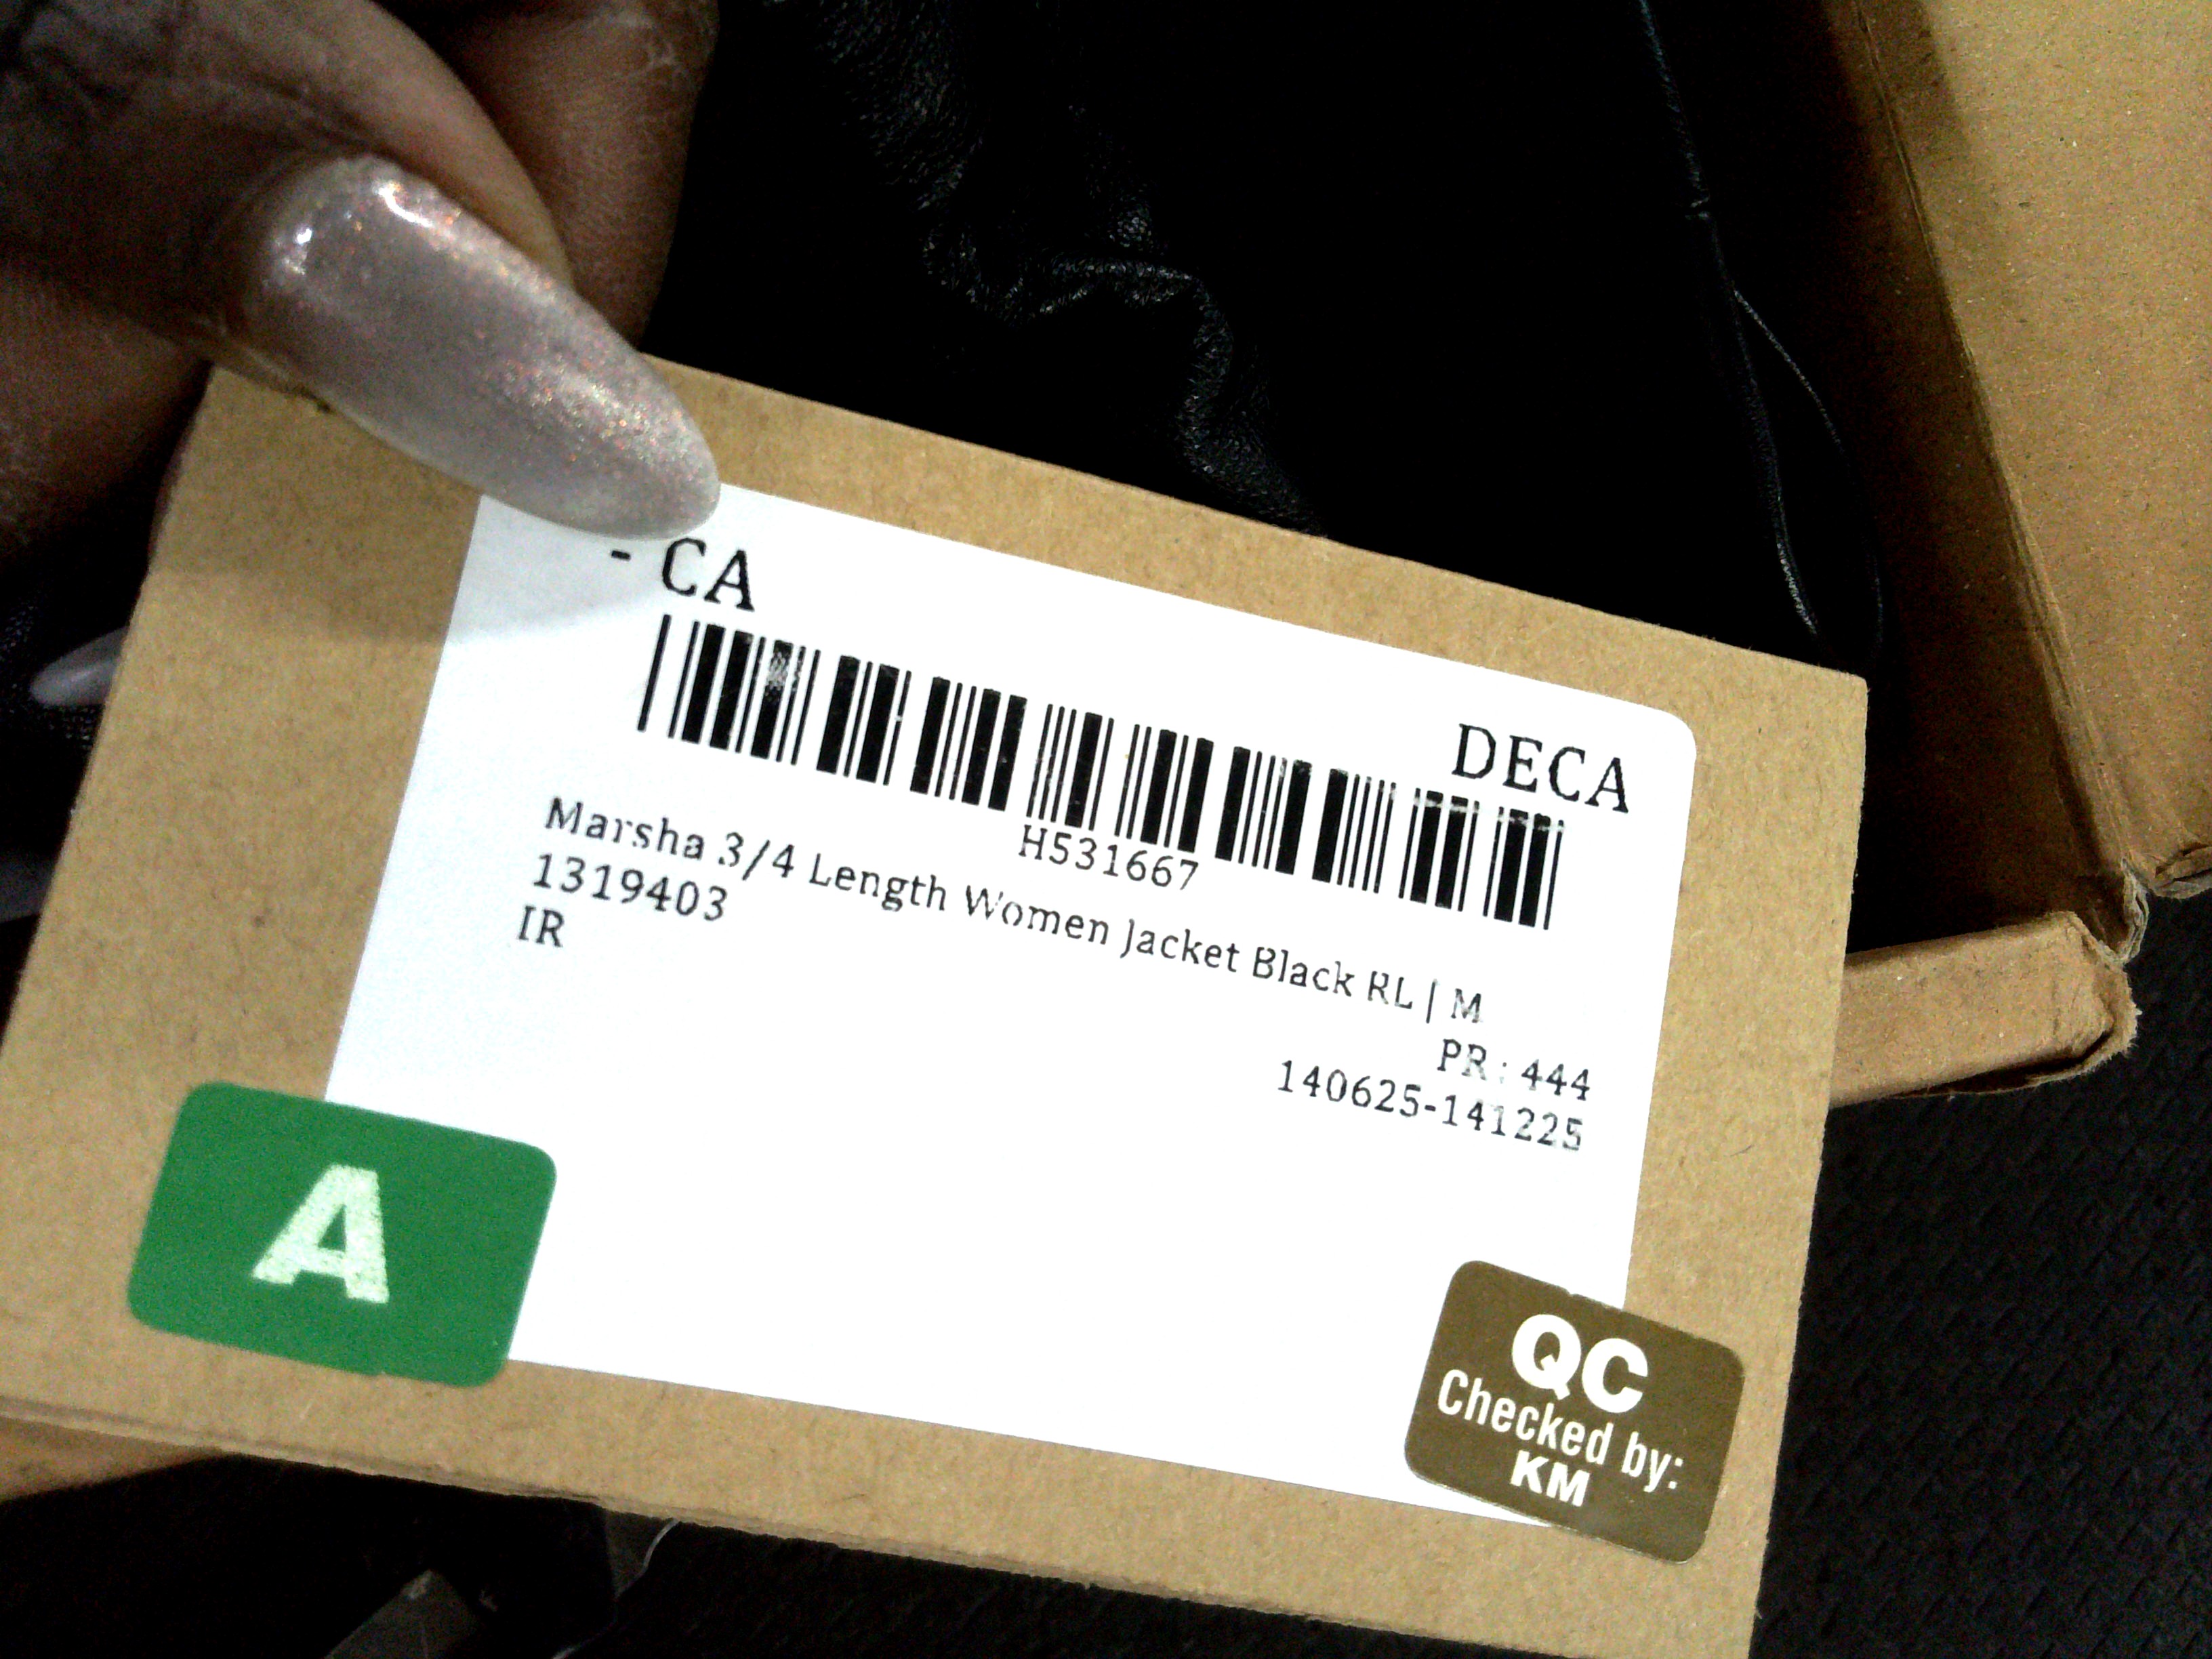 - CA
DECA
H531667
Marsha 3/4 Length Women Jacket Black RL | M
1319403
IR
PR : 444
140625-141225
A
QC
Checked by:
KM